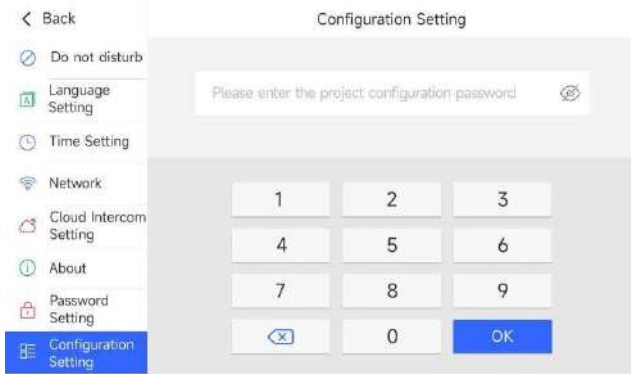 Back
Configuration Setting
Do not disturb
Language
Setting
Time Setting
Network
Cloud Intercom
Setting
About
Password
Setting
Configuration
Setting
Please enter the project configuration password
1 2 3
4 5 6
7 8 9
0 OK